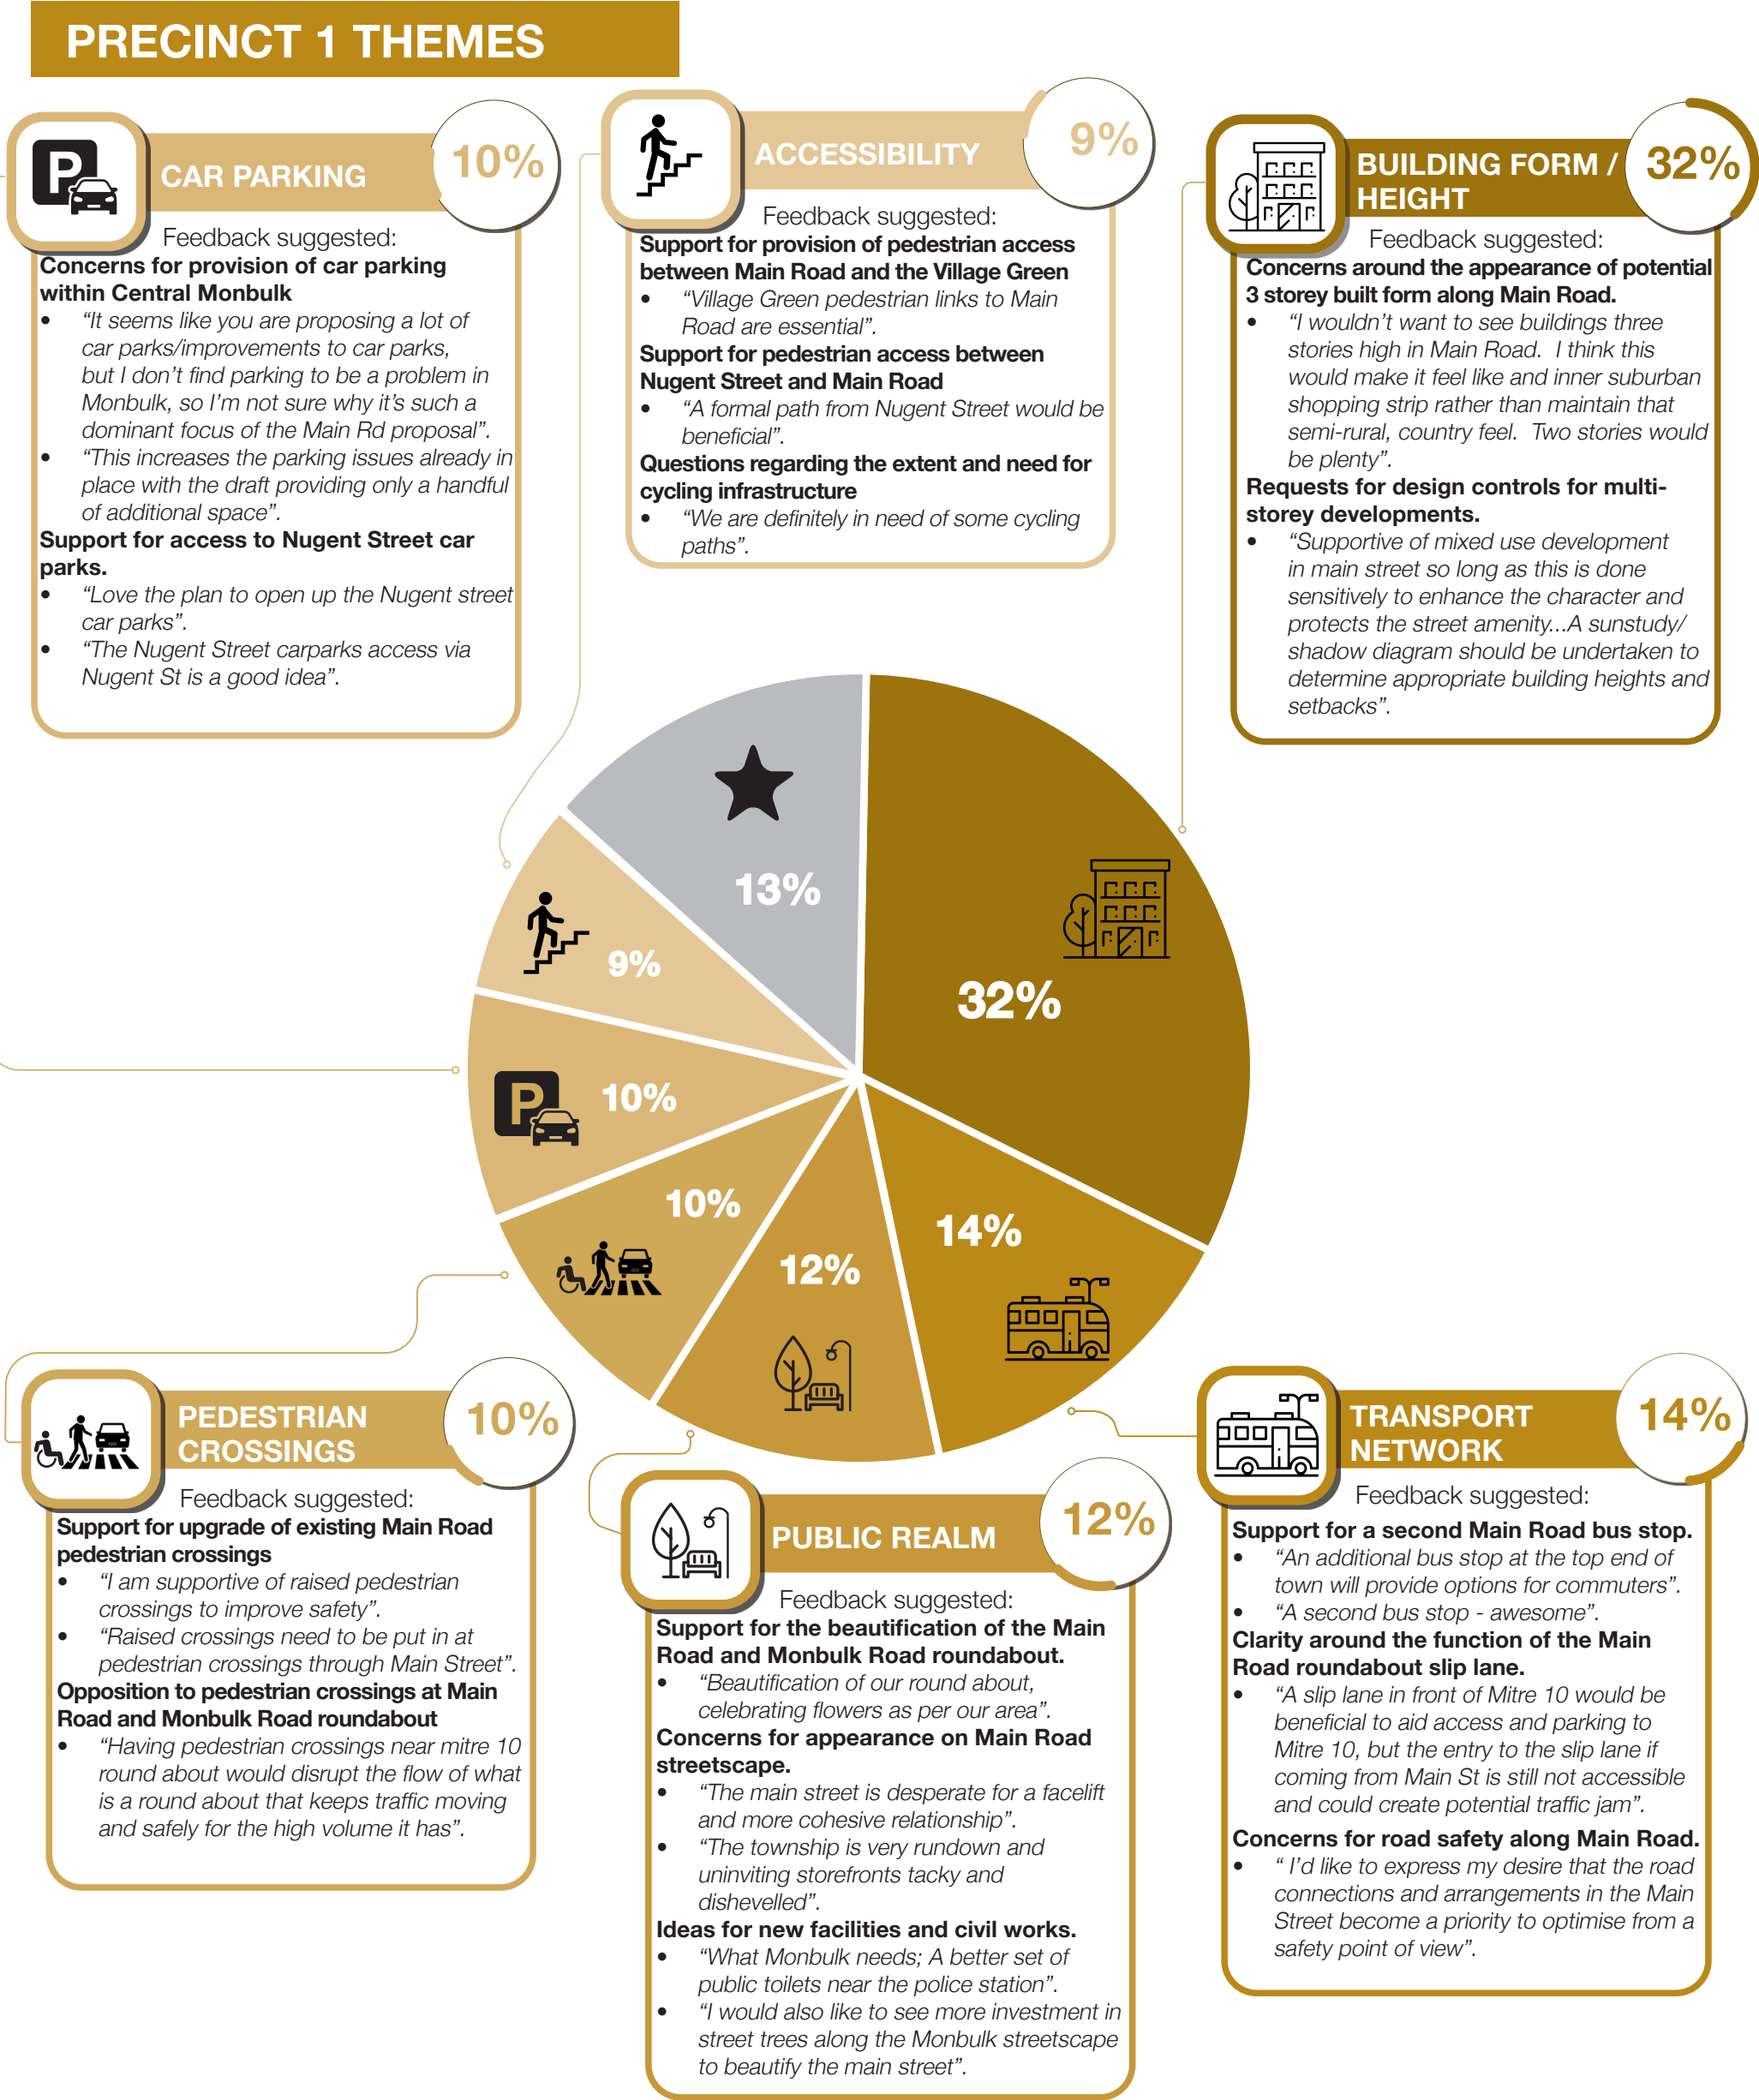 PRECINCT 1 THEMES
P
CAR PARKING
10%
Feedback suggested:
Concerns for provision of car parking
within Central Monbulk
• “It seems like you are proposing a lot of
car parks/improvements to car parks,
but I don’t find parking to be a problem in
Monbulk, so I’m not sure why it’s such a
dominant focus of the Main Rd proposal”.
• “This increases the parking issues already in
place with the draft providing only a handful
of additional space”.
Support for access to Nugent Street car
parks.
• “Love the plan to open up the Nugent street
car parks”.
• “The Nugent Street carparks access via
Nugent St is a good idea”.
ACCESSIBILITY
9%
Feedback suggested:
Support for provision of pedestrian access
between Main Road and the Village Green
• “Village Green pedestrian links to Main
Road are essential”.
Support for pedestrian access between
Nugent Street and Main Road
• “A formal path from Nugent Street would be
beneficial”.
Questions regarding the extent and need for
cycling infrastructure
• “We are definitely in need of some cycling
paths”.
BUILDING FORM /
HEIGHT
32%
Feedback suggested:
Concerns around the appearance of potential
3 storey built form along Main Road.
• “I wouldn’t want to see buildings three
stories high in Main Road.  I think this
would make it feel like and inner suburban
shopping strip rather than maintain that
semi-rural, country feel.  Two stories would
be plenty”.
Requests for design controls for multi-
storey developments.
• “Supportive of mixed use development
in main street so long as this is done
sensitively to enhance the character and
protects the street amenity...A sunstudy/
shadow diagram should be undertaken to
determine appropriate building heights and
setbacks”.
13%
9%
32%
P
10%
10%
14%
12%
PEDESTRIAN
CROSSINGS
10%
Feedback suggested:
Support for upgrade of existing Main Road
pedestrian crossings
• “I am supportive of raised pedestrian
crossings to improve safety”.
• “Raised crossings need to be put in at
pedestrian crossings through Main Street”.
Opposition to pedestrian crossings at Main
Road and Monbulk Road roundabout
• “Having pedestrian crossings near mitre 10
round about would disrupt the flow of what
is a round about that keeps traffic moving
and safely for the high volume it has”.
PUBLIC REALM
12%
Feedback suggested:
Support for the beautification of the Main
Road and Monbulk Road roundabout.
• “Beautification of our round about,
celebrating flowers as per our area”.
Concerns for appearance on Main Road
streetscape.
• “The main street is desperate for a facelift
and more cohesive relationship”.
• “The township is very rundown and
uninviting storefronts tacky and
dishevelled”.
Ideas for new facilities and civil works.
• “What Monbulk needs; A better set of
public toilets near the police station”.
• “I would also like to see more investment in
street trees along the Monbulk streetscape
to beautify the main street”.
TRANSPORT
NETWORK
14%
Feedback suggested:
Support for a second Main Road bus stop.
• “An additional bus stop at the top end of
town will provide options for commuters”.
• “A second bus stop - awesome”.
Clarity around the function of the Main
Road roundabout slip lane.
• “A slip lane in front of Mitre 10 would be
beneficial to aid access and parking to
Mitre 10, but the entry to the slip lane if
coming from Main St is still not accessible
and could create potential traffic jam”.
Concerns for road safety along Main Road.
• “ I’d like to express my desire that the road
connections and arrangements in the Main
Street become a priority to optimise from a
safety point of view”.